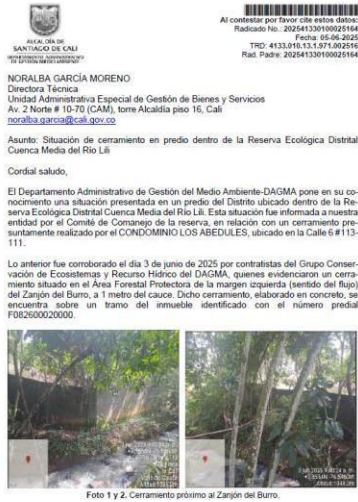 ALCALDÍA DE
SANTIAGO DE CALI
DEPARTAMENTO ADMINISTRATIVO
DE GESTIÓN MEDIO AMBIENTE
Al contestar por favor cite estos datos:
Radicado No.: 202541330100025164
Fecha: 05-06-2025
TRD: 4133.010.13.1.971.002516
Rad. Padre: 202541330100025164
NORALBA GARCÍA MORENO
Directora Técnica
Unidad Administrativa Especial de Gestión de Bienes y Servicios
Av. 2 Norte # 10-70 (CAM), torre Alcaldía piso 16, Cali
noralba.garcia@cali.gov.co
Asunto: Situación de cerramiento en predio dentro de la Reserva Ecológica Distrital
Cuenca Media del Río Lili
Cordial saludo,
El Departamento Administrativo de Gestión del Medio Ambiente-DAGMA pone en su co-
nocimiento una situación presentada en un predio del Distrito ubicado dentro de la Re-
serva Ecológica Distrital Cuenca Media del Río Lili. Esta situación fue informada a nuestra
entidad por el Comité de Comanejo de la reserva, en relación con un cerramiento pre-
suntamente realizado por el CONDOMINIO LOS ABEDULES, ubicado en la Calle 6 #113-
111.
Lo anterior fue corroborado el día 3 de junio de 2025 por contratistas del Grupo Conser-
vación de Ecosistemas y Recurso Hídrico del DAGMA, quienes evidenciaron un cerra-
miento situado en el Área Forestal Protectora de la margen izquierda (sentido del flujo)
del Zanjón del Burro, a 1 metro del cauce. Dicho cerramiento, elaborado en concreto, se
encuentra sobre un tramo del inmueble identificado con el número predial
F082600020000.
Foto 1 y 2. Cerramiento próximo al Zanjón del Burro.